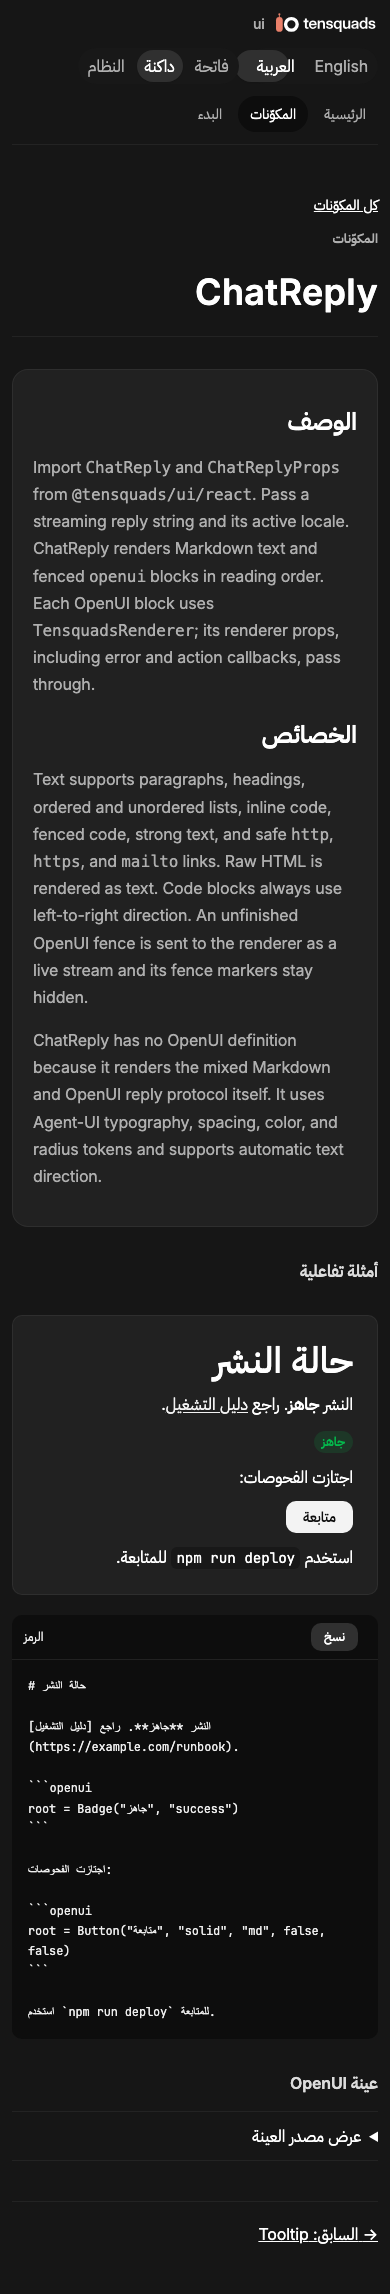 tensquads ui
English العربية فاتحة داكنة النظام
الرئيسية المكوّنات البدء
كل المكوّنات
المكوّنات
ChatReply
الوصف
Import ChatReply and ChatReplyProps
from @tensquads/ui/react. Pass a
streaming reply string and its active locale.
ChatReply renders Markdown text and
fenced openui blocks in reading order.
Each OpenUI block uses
TensquadsRenderer; its renderer props,
including error and action callbacks, pass
through.
الخصائص
Text supports paragraphs, headings,
ordered and unordered lists, inline code,
fenced code, strong text, and safe http,
https, and mailto links. Raw HTML is
rendered as text. Code blocks always use
left-to-right direction. An unfinished
OpenUI fence is sent to the renderer as a
live stream and its fence markers stay
hidden.
ChatReply has no OpenUI definition
because it renders the mixed Markdown
and OpenUI reply protocol itself. It uses
Agent-UI typography, spacing, color, and
radius tokens and supports automatic text
direction.
أمثلة تفاعلية
حالة النشر
النشر جاهز. راجع دليل التشغيل.
جاهز
اجتازت الفحوصات:
متابعة
استخدم npm run deploy للمتابعة.
نسخ الرمز
# حالة النشر
النشر **جاهز**. راجع [دليل التشغيل]
(https://example.com/runbook).
```openui
root = Badge("جاهز", "success")
```
اجتازت الفحوصات:
```openui
root = Button("متابعة", "solid", "md", false,
false)
```
استخدم `npm run deploy` للمتابعة.
عينة OpenUI
عرض مصدر العينة
→ السابق: Tooltip